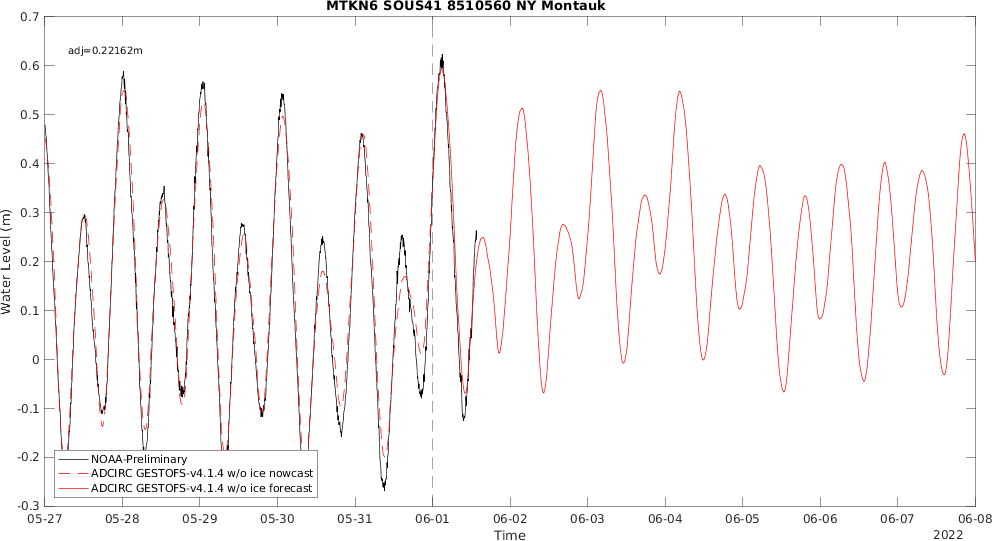 MTKN6 SOUS41 8510560 NY Montauk
0.7
adj=0.22162m
0.6
0.5
0.4
0.3
0.2
0.1
0
-0.1
-0.2
-0.3
Water Level (m)
NOAA-Preliminary
ADCIRC GESTOFS-v4.1.4 w/o ice nowcast
ADCIRC GESTOFS-v4.1.4 w/o ice forecast
05-27 05-28 05-29 05-30 05-31 06-01 06-02 06-03 06-04 06-05 06-06 06-07 06-08
Time
2022